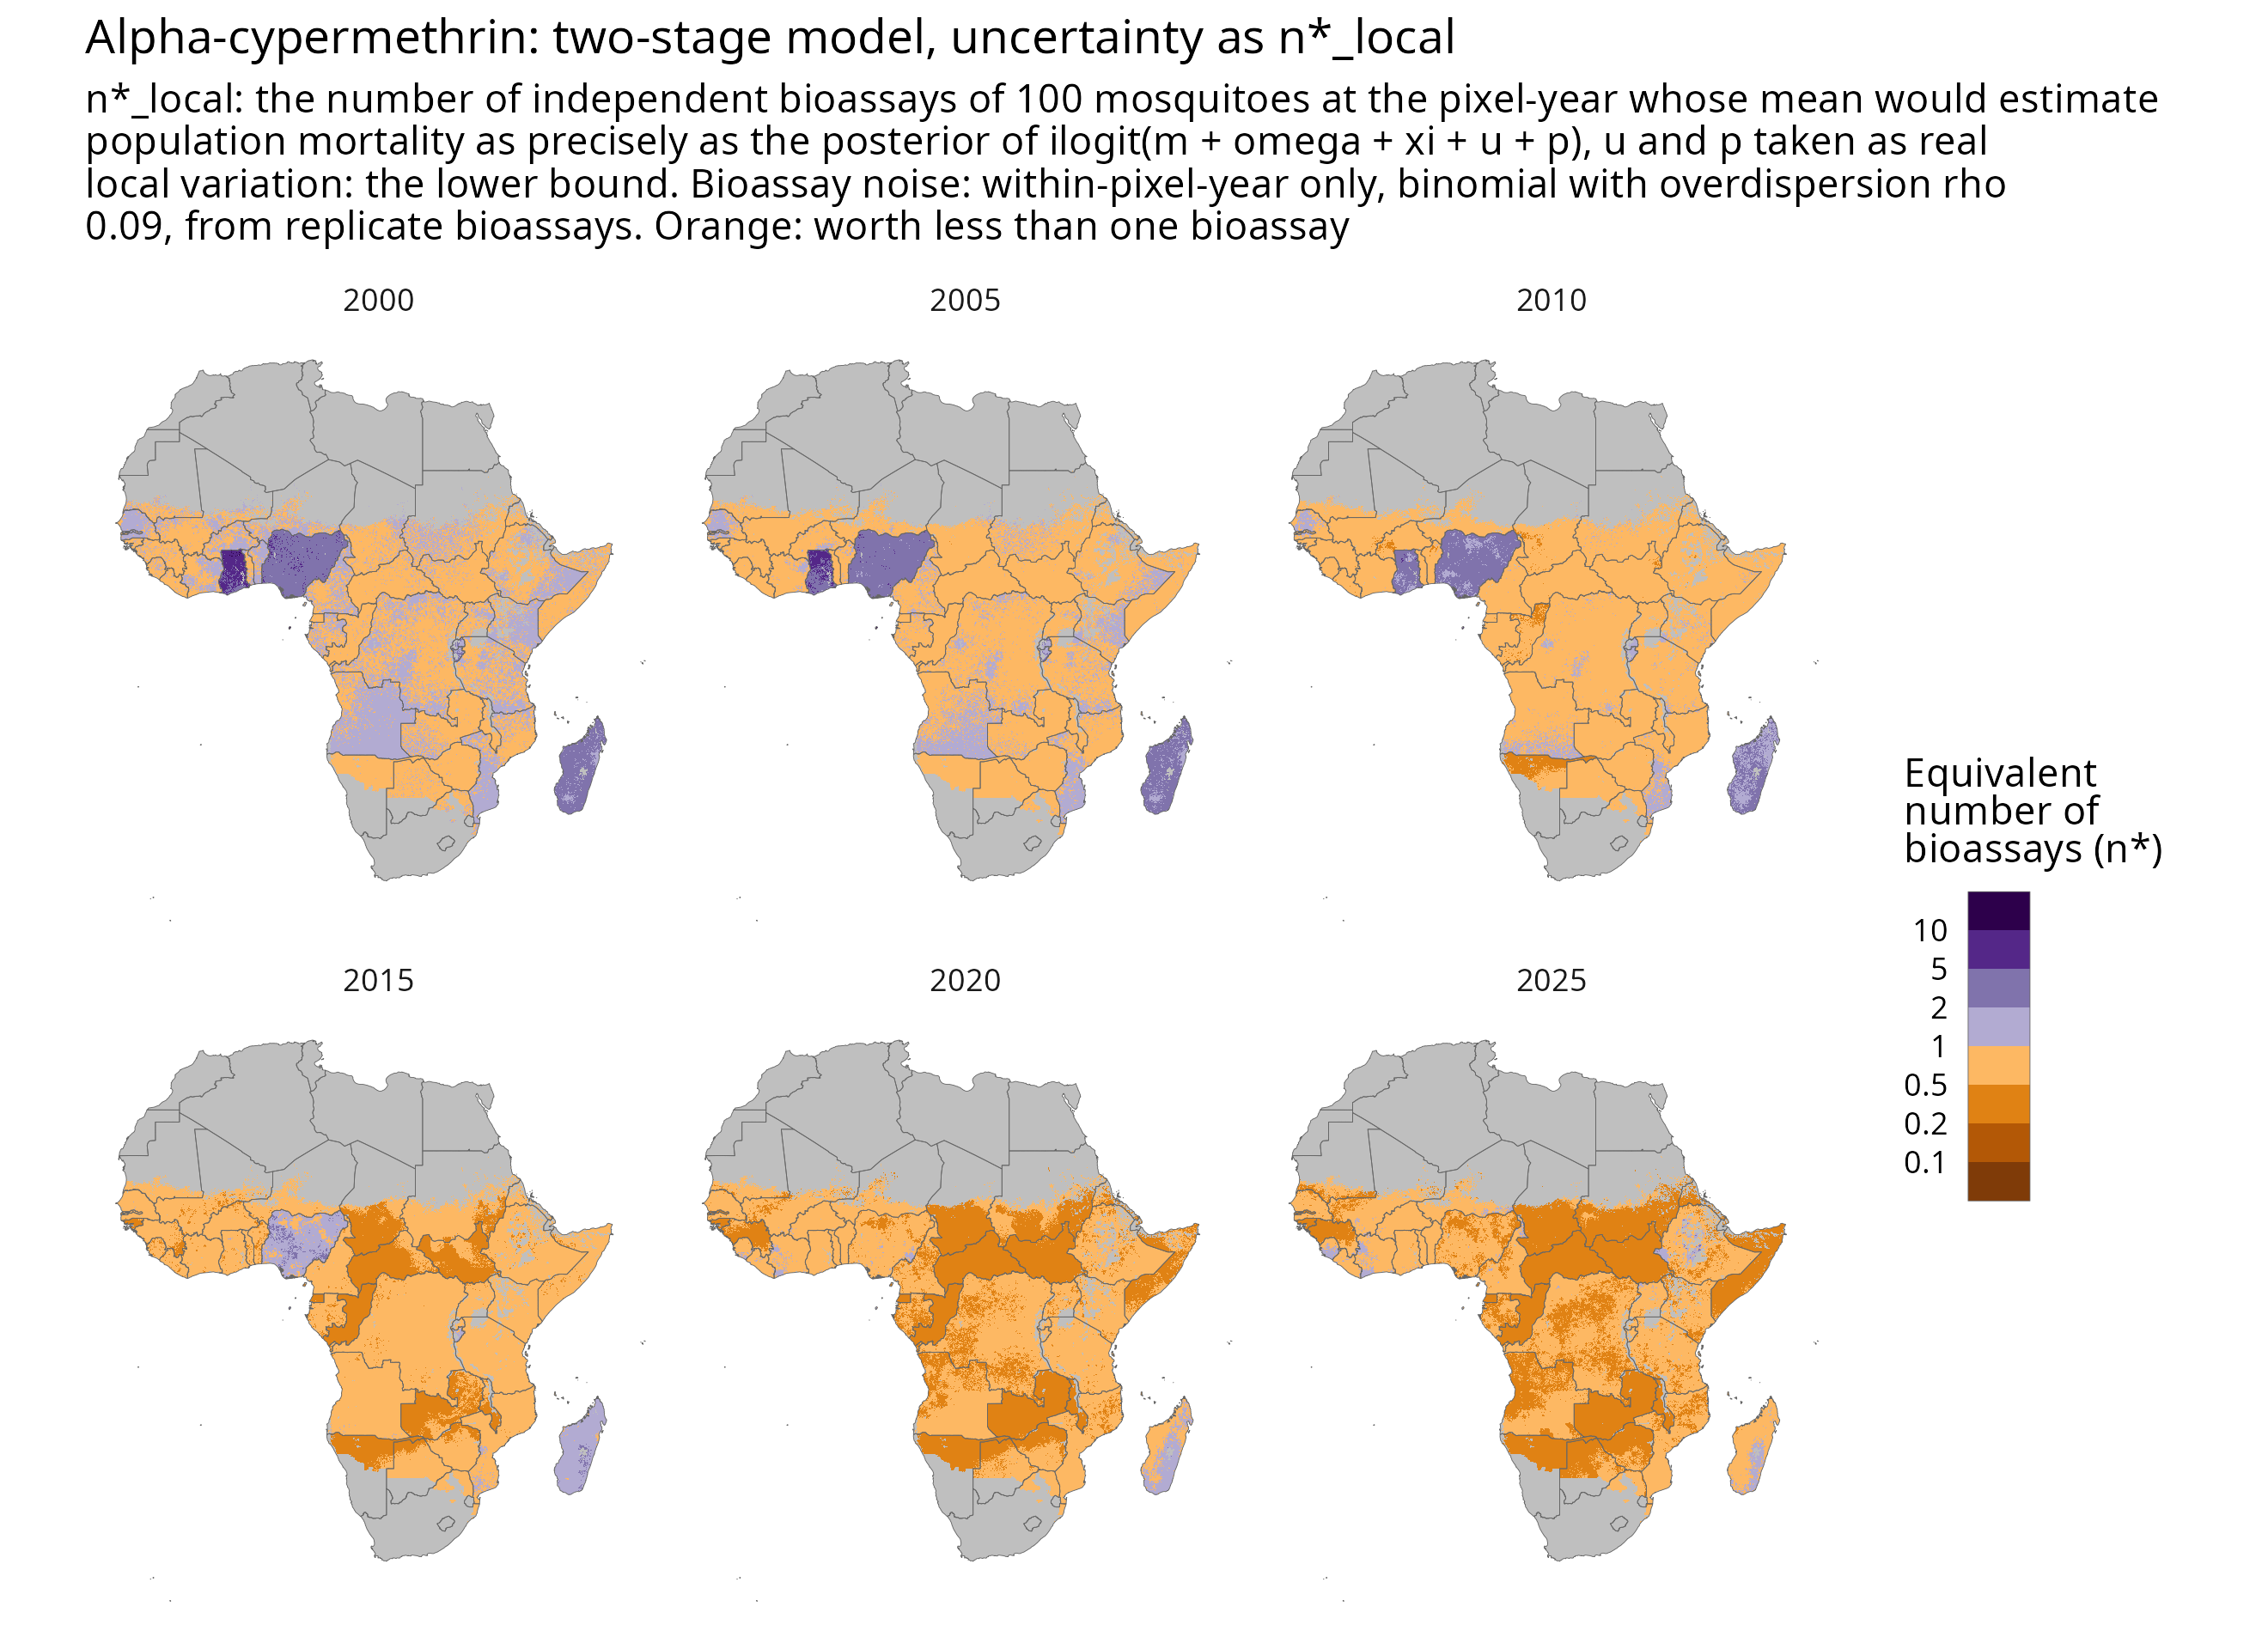 Alpha-cypermethrin: two-stage model, uncertainty as n*_local
n*_local: the number of independent bioassays of 100 mosquitoes at the pixel-year whose mean would estimate
population mortality as precisely as the posterior of ilogit(m + omega + xi + u + p), u and p taken as real
local variation: the lower bound. Bioassay noise: within-pixel-year only, binomial with overdispersion rho
0.09, from replicate bioassays. Orange: worth less than one bioassay
2000
2005
2010
2015
2020
2025
Equivalent
number of
bioassays (n*)
10
5
2
1
0.5
0.2
0.1